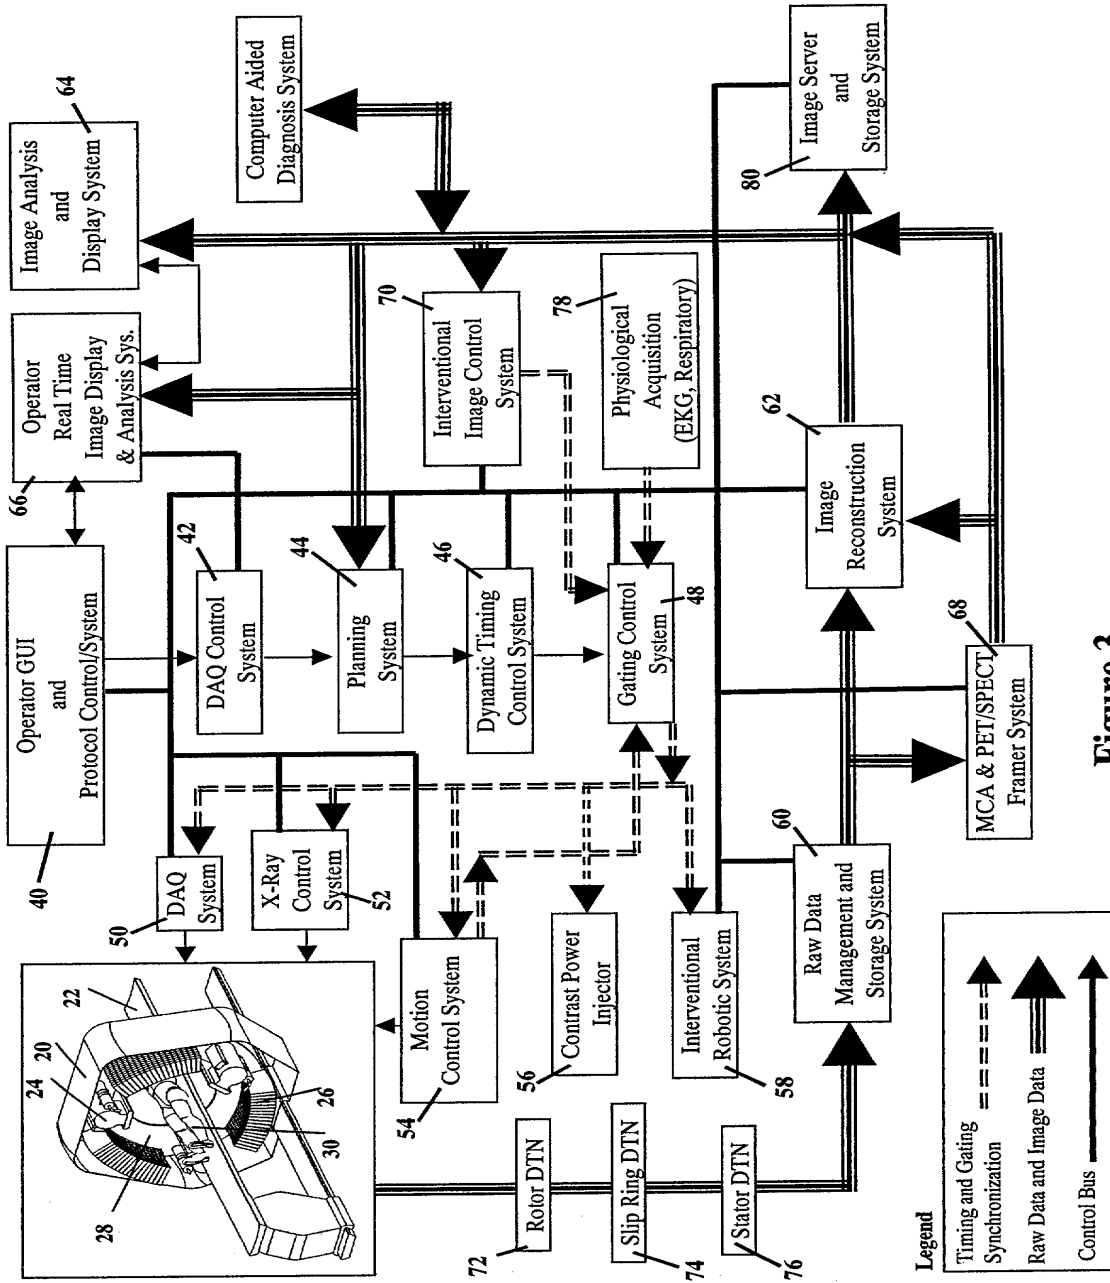 Operator GUI
and
Protocol Control/System
40
Operator
Real Time
Image Display
& Analysis Sys.
66
Image Analysis
and
Display System
64
Computer Aided
Diagnosis System
DAQ Control
System
42
Planning
System
44
Dynamic Timing
Control System
46
Gating Control
System
48
Interventional
Image Control
System
70
Physiological
Acquisition
(EKG, Respiratory)
78
Image Server
and
Storage System
80
DAQ
System
50
X-Ray
Control
System
52
Motion
Control System
54
Contrast Power
Injector
56
Interventional
Robotic System
58
Raw Data
Management and
Storage System
60
Image
Reconstruction
System
62
MCA & PET/SPECT
Framer System
68
20
22
24
26
28
30
Rotor DTN
72
Slip Ring DTN
74
Stator DTN
76
Legend
Timing and Gating
Synchronization
Raw Data and Image Data
Control Bus